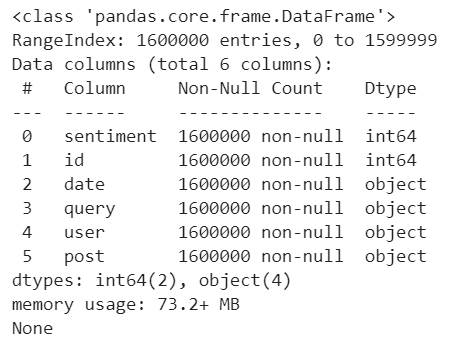 <class 'pandas.core.frame.DataFrame'>
RangeIndex: 1600000 entries, 0 to 1599999
Data columns (total 6 columns):
 #   Column     Non-Null Count    Dtype
---  ------     --------------    -----
 0   sentiment  1600000 non-null  int64
 1   id         1600000 non-null  int64
 2   date       1600000 non-null  object
 3   query      1600000 non-null  object
 4   user       1600000 non-null  object
 5   post       1600000 non-null  object
dtypes: int64(2), object(4)
memory usage: 73.2+ MB
None